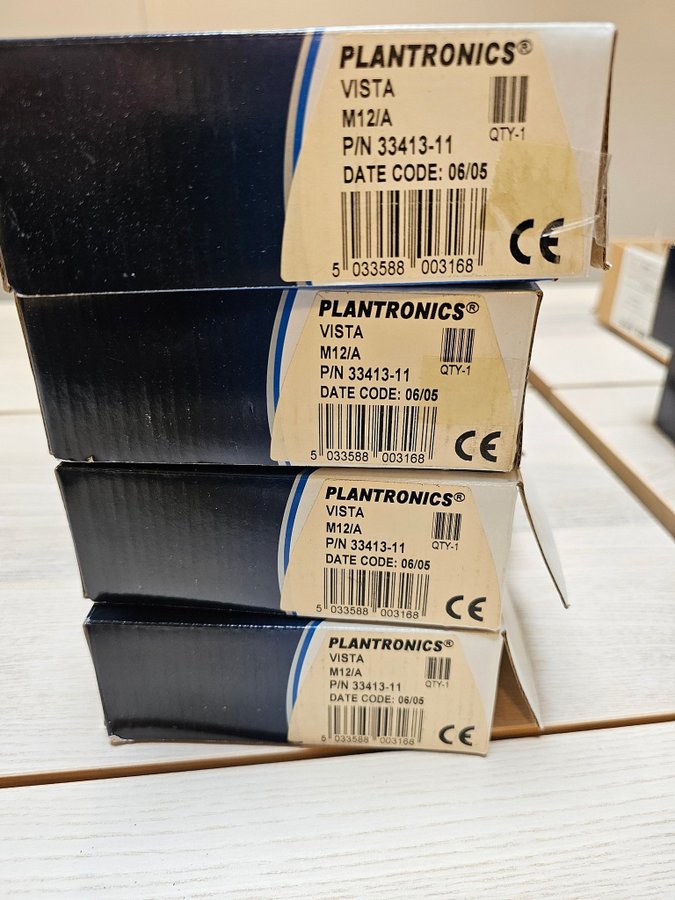 PLANTRONICS®
VISTA
M12/A
QTY-1
P/N 33413-11
DATE CODE: 06/05
CE
5 033588 003168
PLANTRONICS®
VISTA
M12/A
P/N 33413-11
QTY-1
DATE CODE: 06/05
CE
5 033588 003168
PLANTRONICS®
VISTA
M12/A
P/N 33413-11
QTY-1
DATE CODE: 06/05
CE
5 033588 003168
PLANTRONICS®
VISTA
M12/A
P/N 33413-11
QTY-1
DATE CODE: 06/05
CE
5 033588 003168